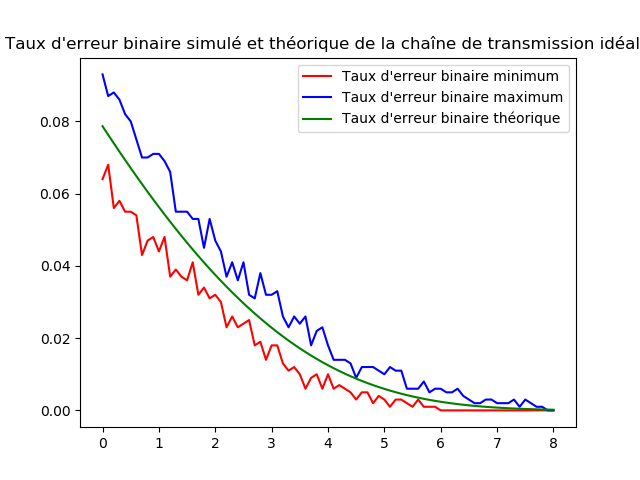 Taux d'erreur binaire simulé et théorique de la chaîne de transmission idéal
Taux d'erreur binaire minimum
Taux d'erreur binaire maximum
Taux d'erreur binaire théorique
0.08
0.06
0.04
0.02
0.00
0 1 2 3 4 5 6 7 8